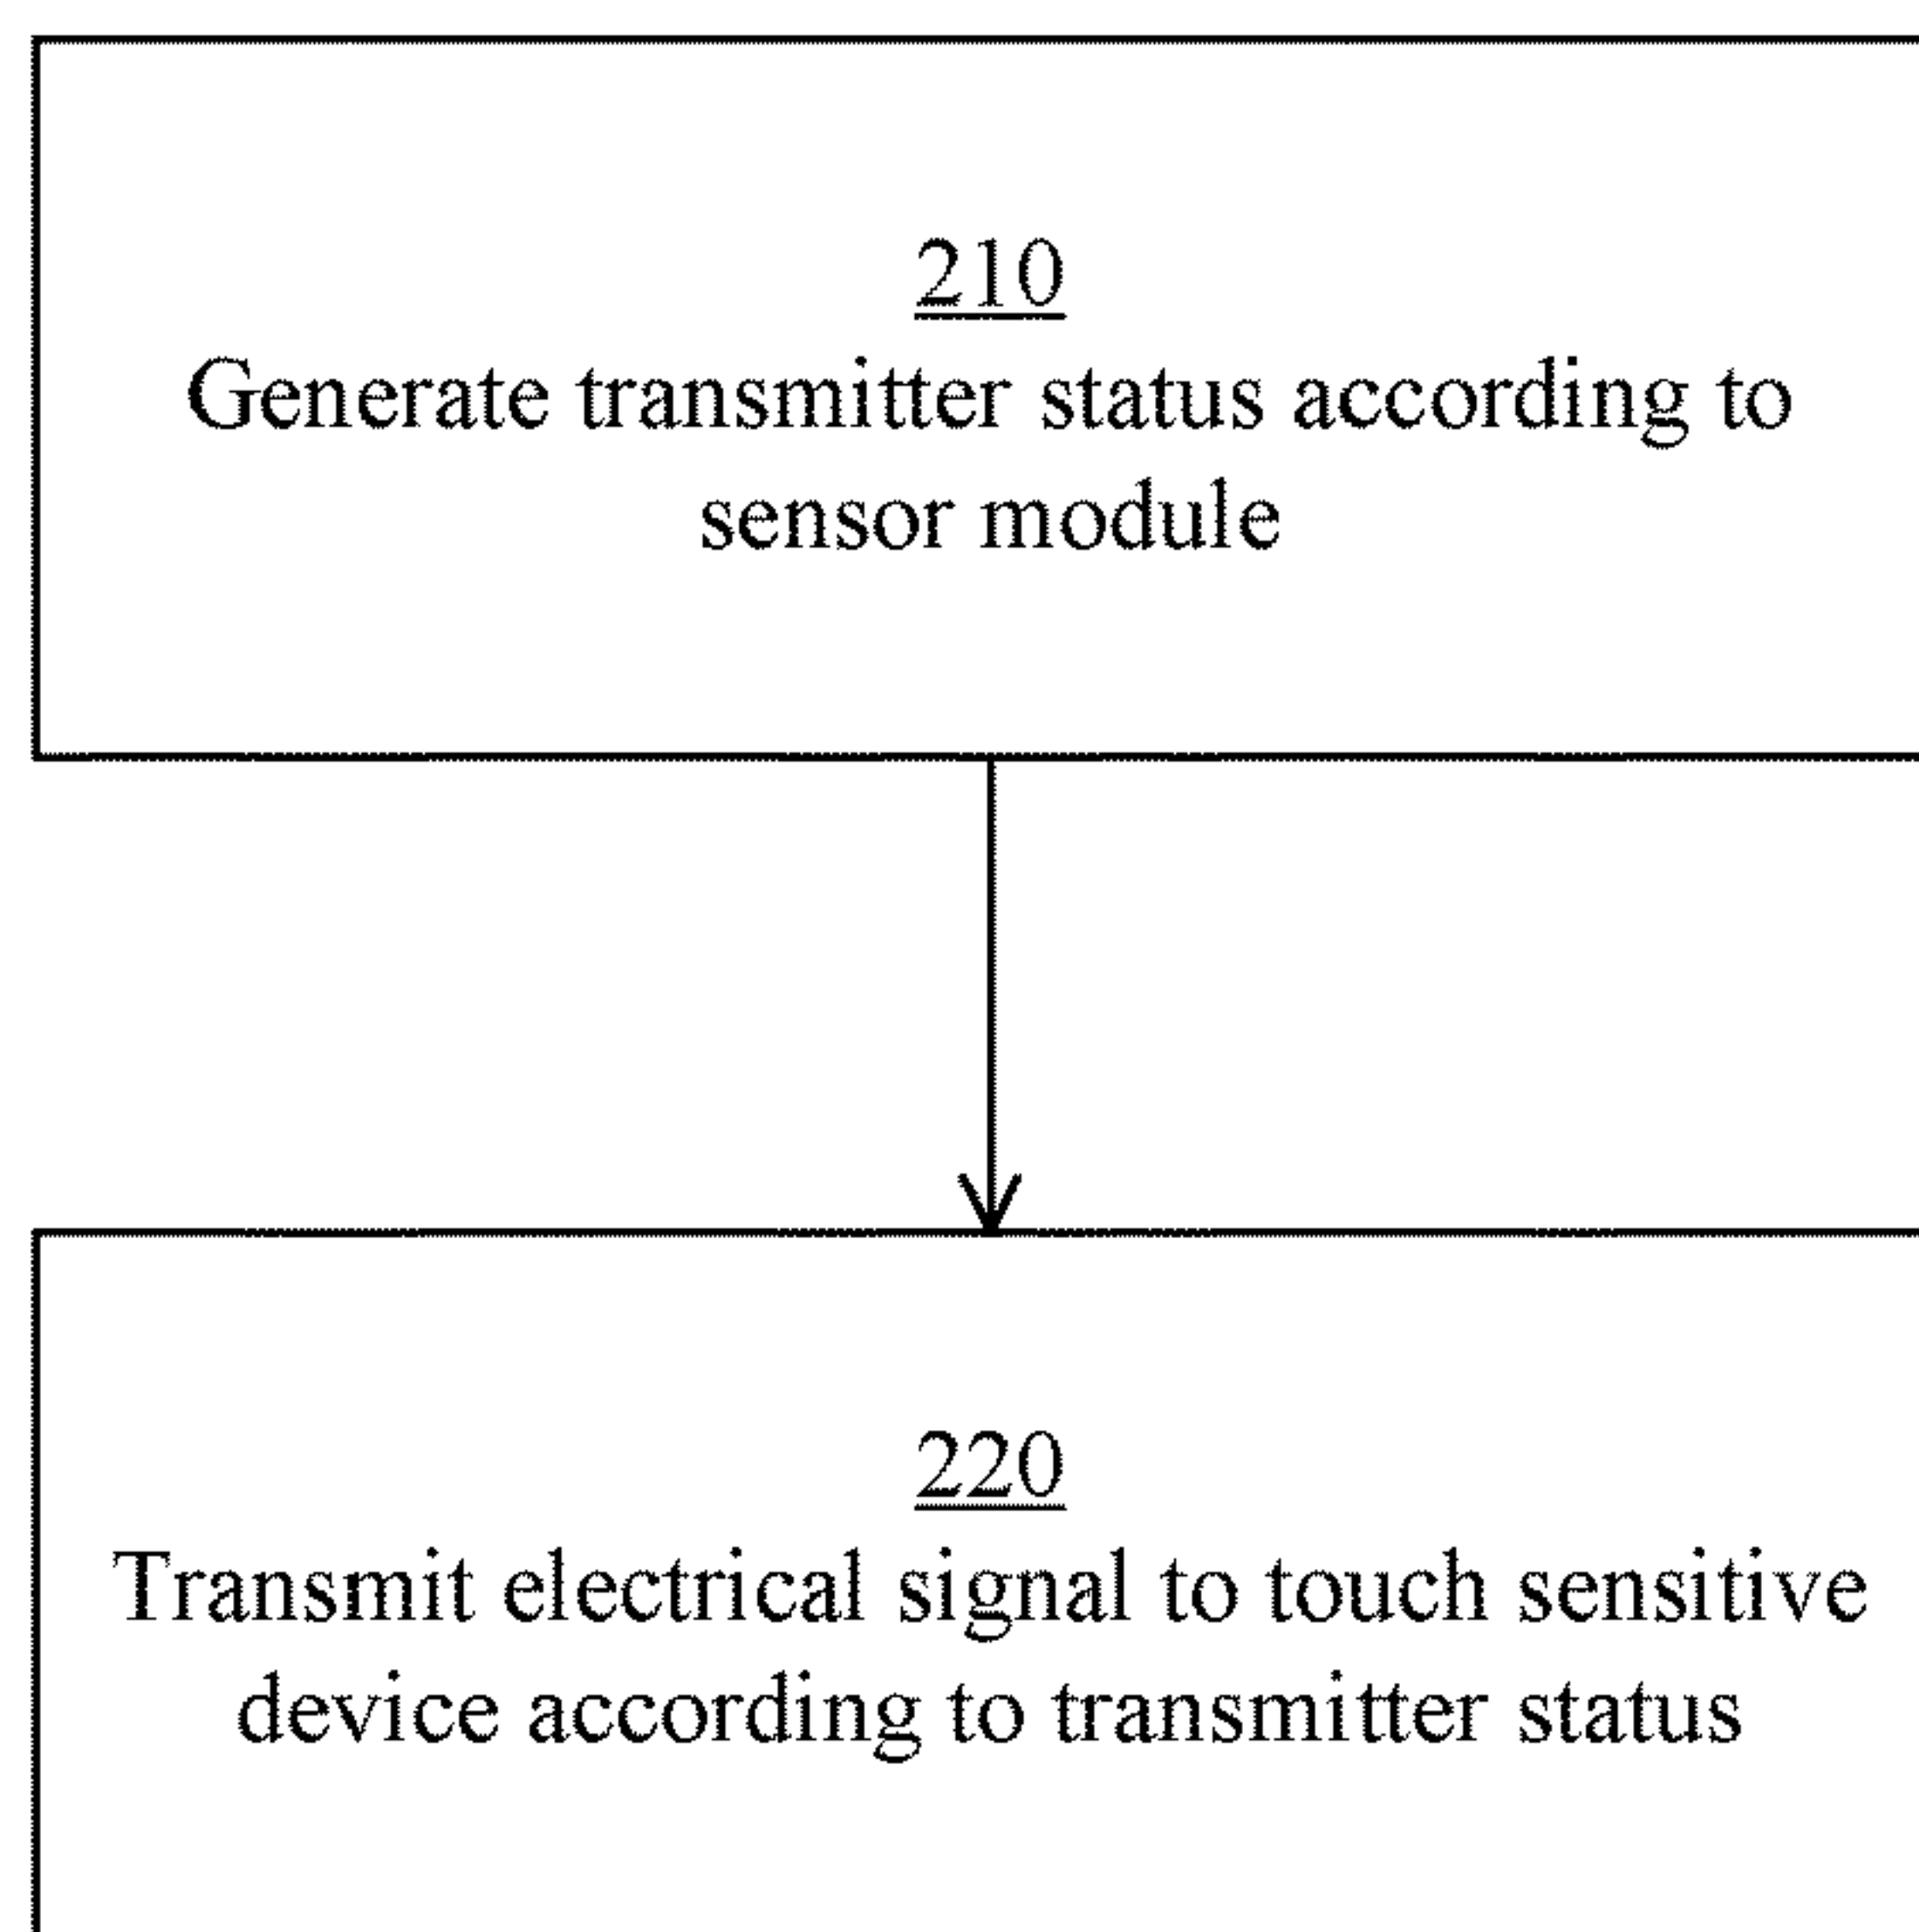 210
Generate transmitter status according to
sensor module
220
Transmit electrical signal to touch sensitive
device according to transmitter status